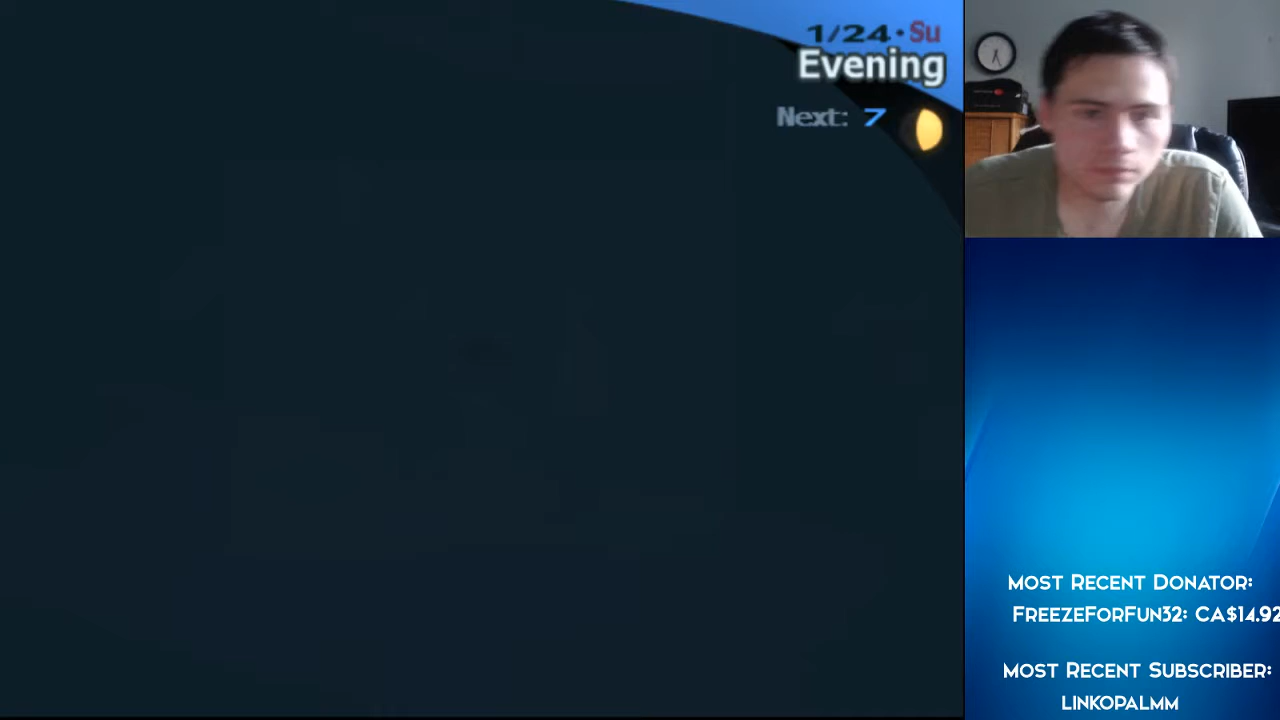 1/24·Su
Evening
Next: 7
Most Recent Donator:
FreezeForFun32: CA$14.92
Most Recent Subscriber:
linkopalmm